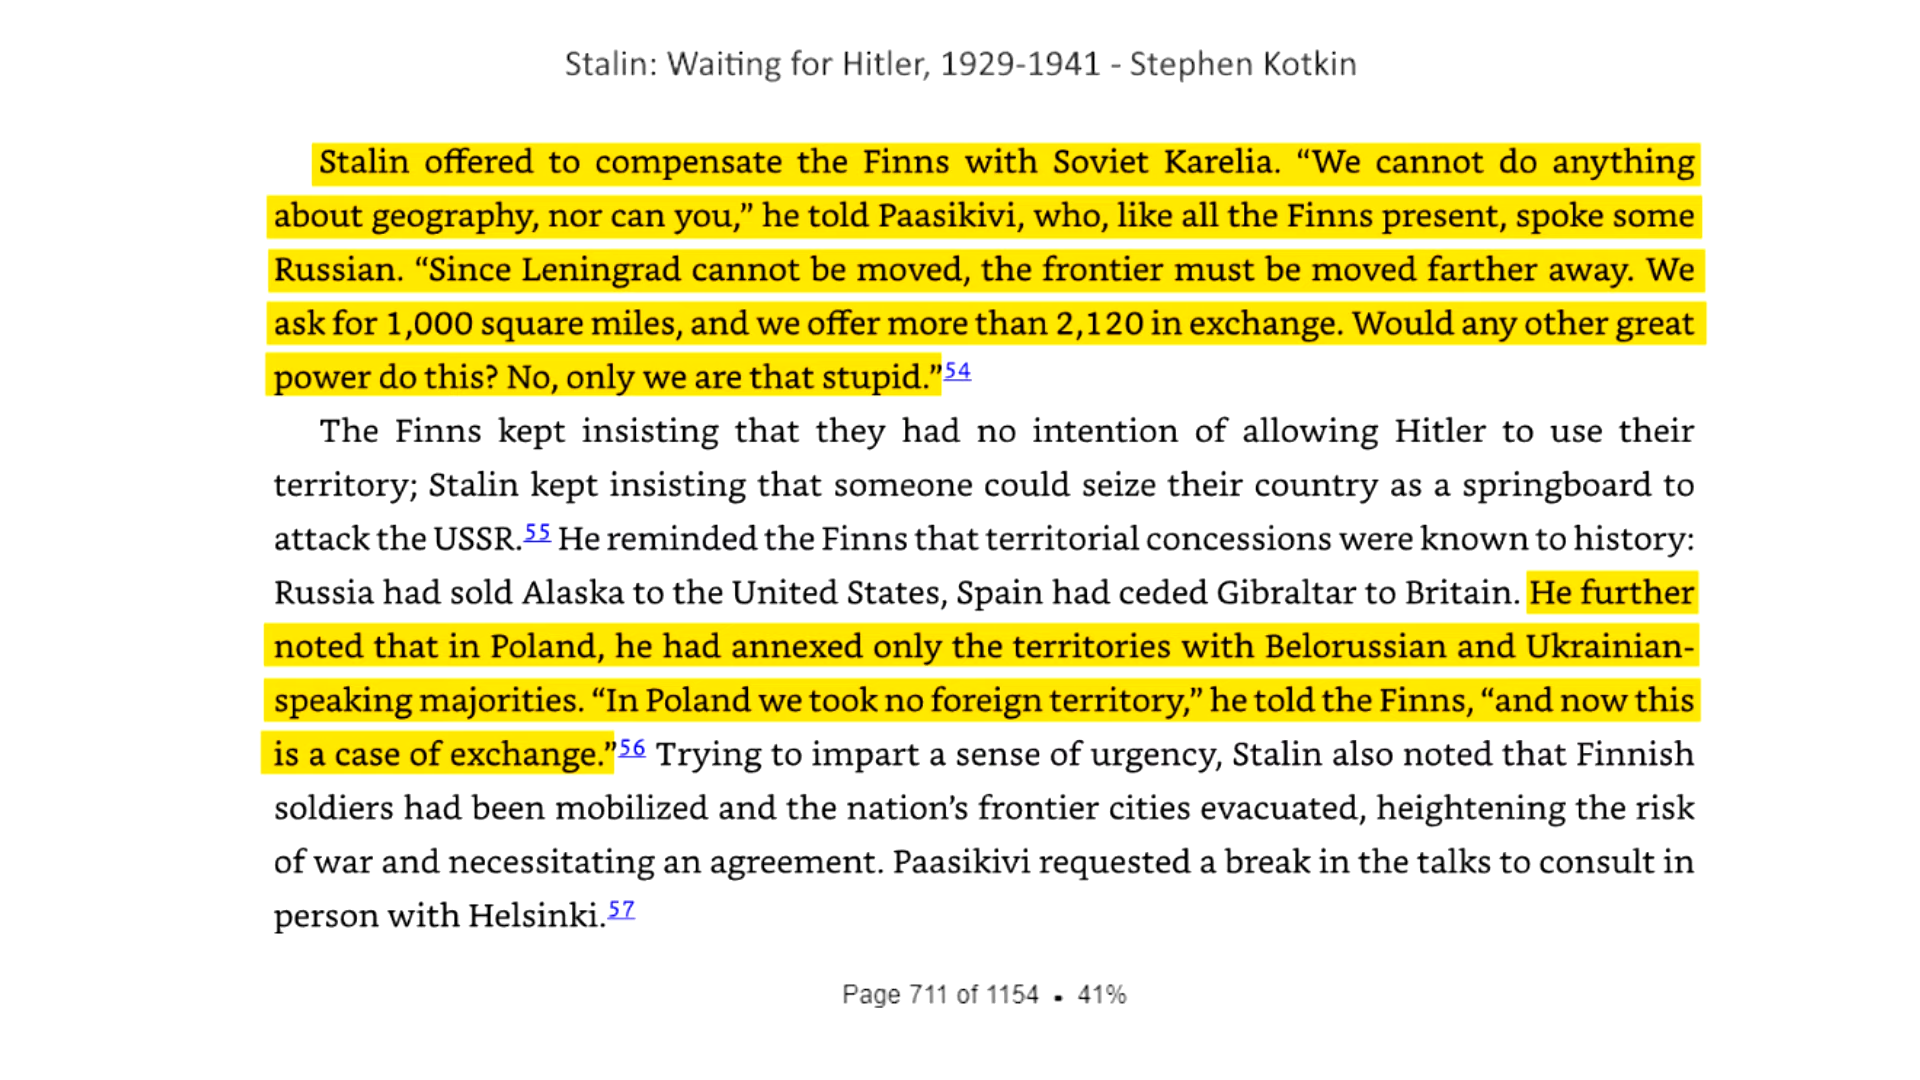 Stalin: Waiting for Hitler, 1929-1941 - Stephen Kotkin
Stalin offered to compensate the Finns with Soviet Karelia. “We cannot do anything
about geography, nor can you,” he told Paasikivi, who, like all the Finns present, spoke some
Russian. “Since Leningrad cannot be moved, the frontier must be moved farther away. We
ask for 1,000 square miles, and we offer more than 2,120 in exchange. Would any other great
power do this? No, only we are that stupid.”54
The Finns kept insisting that they had no intention of allowing Hitler to use their
territory; Stalin kept insisting that someone could seize their country as a springboard to
attack the USSR.55 He reminded the Finns that territorial concessions were known to history:
Russia had sold Alaska to the United States, Spain had ceded Gibraltar to Britain. He further
noted that in Poland, he had annexed only the territories with Belorussian and Ukrainian-
speaking majorities. “In Poland we took no foreign territory,” he told the Finns, “and now this
is a case of exchange.”56 Trying to impart a sense of urgency, Stalin also noted that Finnish
soldiers had been mobilized and the nation’s frontier cities evacuated, heightening the risk
of war and necessitating an agreement. Paasikivi requested a break in the talks to consult in
person with Helsinki.57
Page 711 of 1154 • 41%